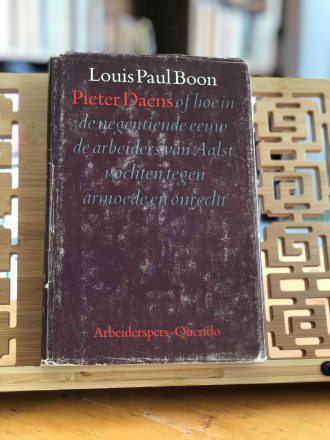 Louis Paul Boon
Pieter Daens of hoe in
de negentiende eeuw
de arbeiders van Aalst
vochten tegen
armoede en onrecht
Arbeiderspers·Querido